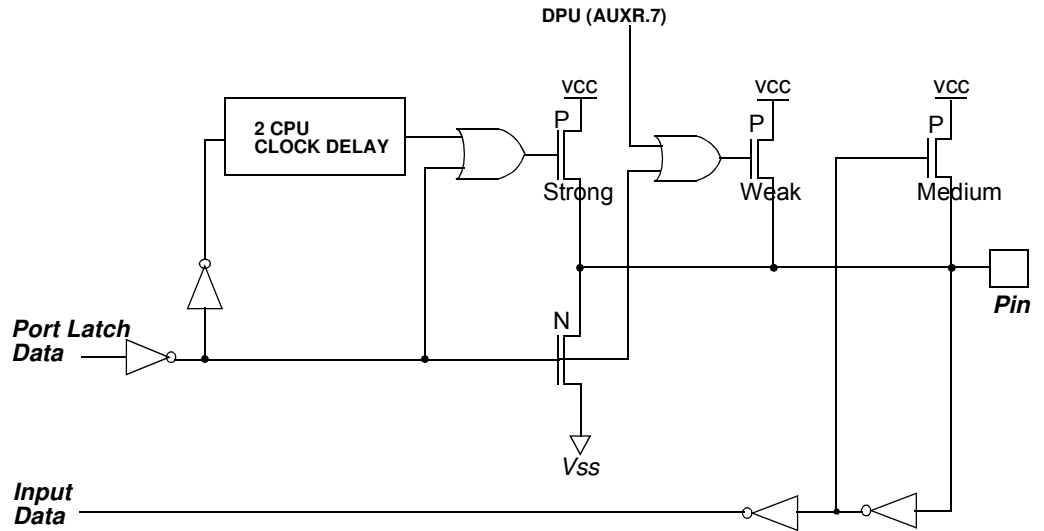 DPU (AUXR.7)
vcc
vcc
vcc
2 CPU
CLOCK DELAY
P
P
P
Strong
Weak
Medium
Pin
N
Port Latch
Data
Vss
Input
Data